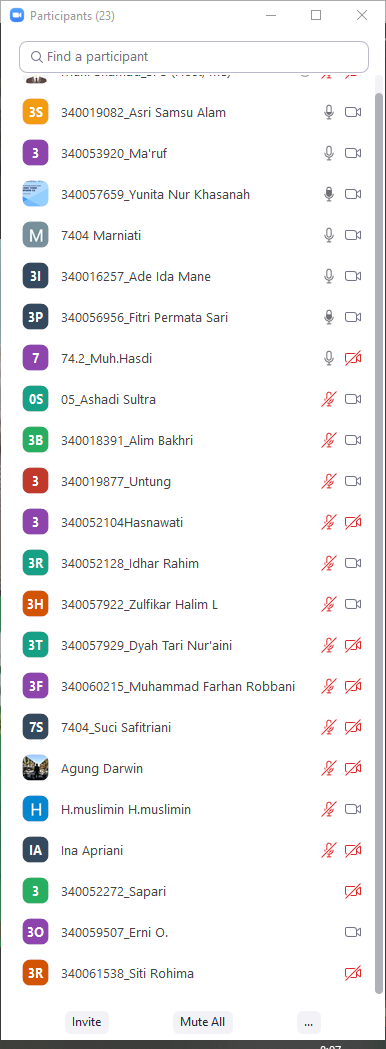 Participants (23)
Find a participant
3S 340019082_Asri Samsu Alam
3 340053920_Ma'ruf
340057659_Yunita Nur Khasanah
M 7404 Marniati
3I 340016257_Ade Ida Mane
3P 340056956_Fitri Permata Sari
7 74.2_Muh.Hasdi
0S 05_Ashadi Sultra
3B 340018391_Alim Bakhri
3 340019877_Untung
3 340052104Hasnawati
3R 340052128_Idhar Rahim
3H 340057922_Zulfikar Halim L
3T 340057929_Dyah Tari Nur'aini
3F 340060215_Muhammad Farhan Robbani
7S 7404_Suci Safitriani
Agung Darwin
H H.muslimin H.muslimin
IA Ina Apriani
3 340052272_Sapari
3O 340059507_Erni O.
3R 340061538_Siti Rohima
Invite Mute All ...